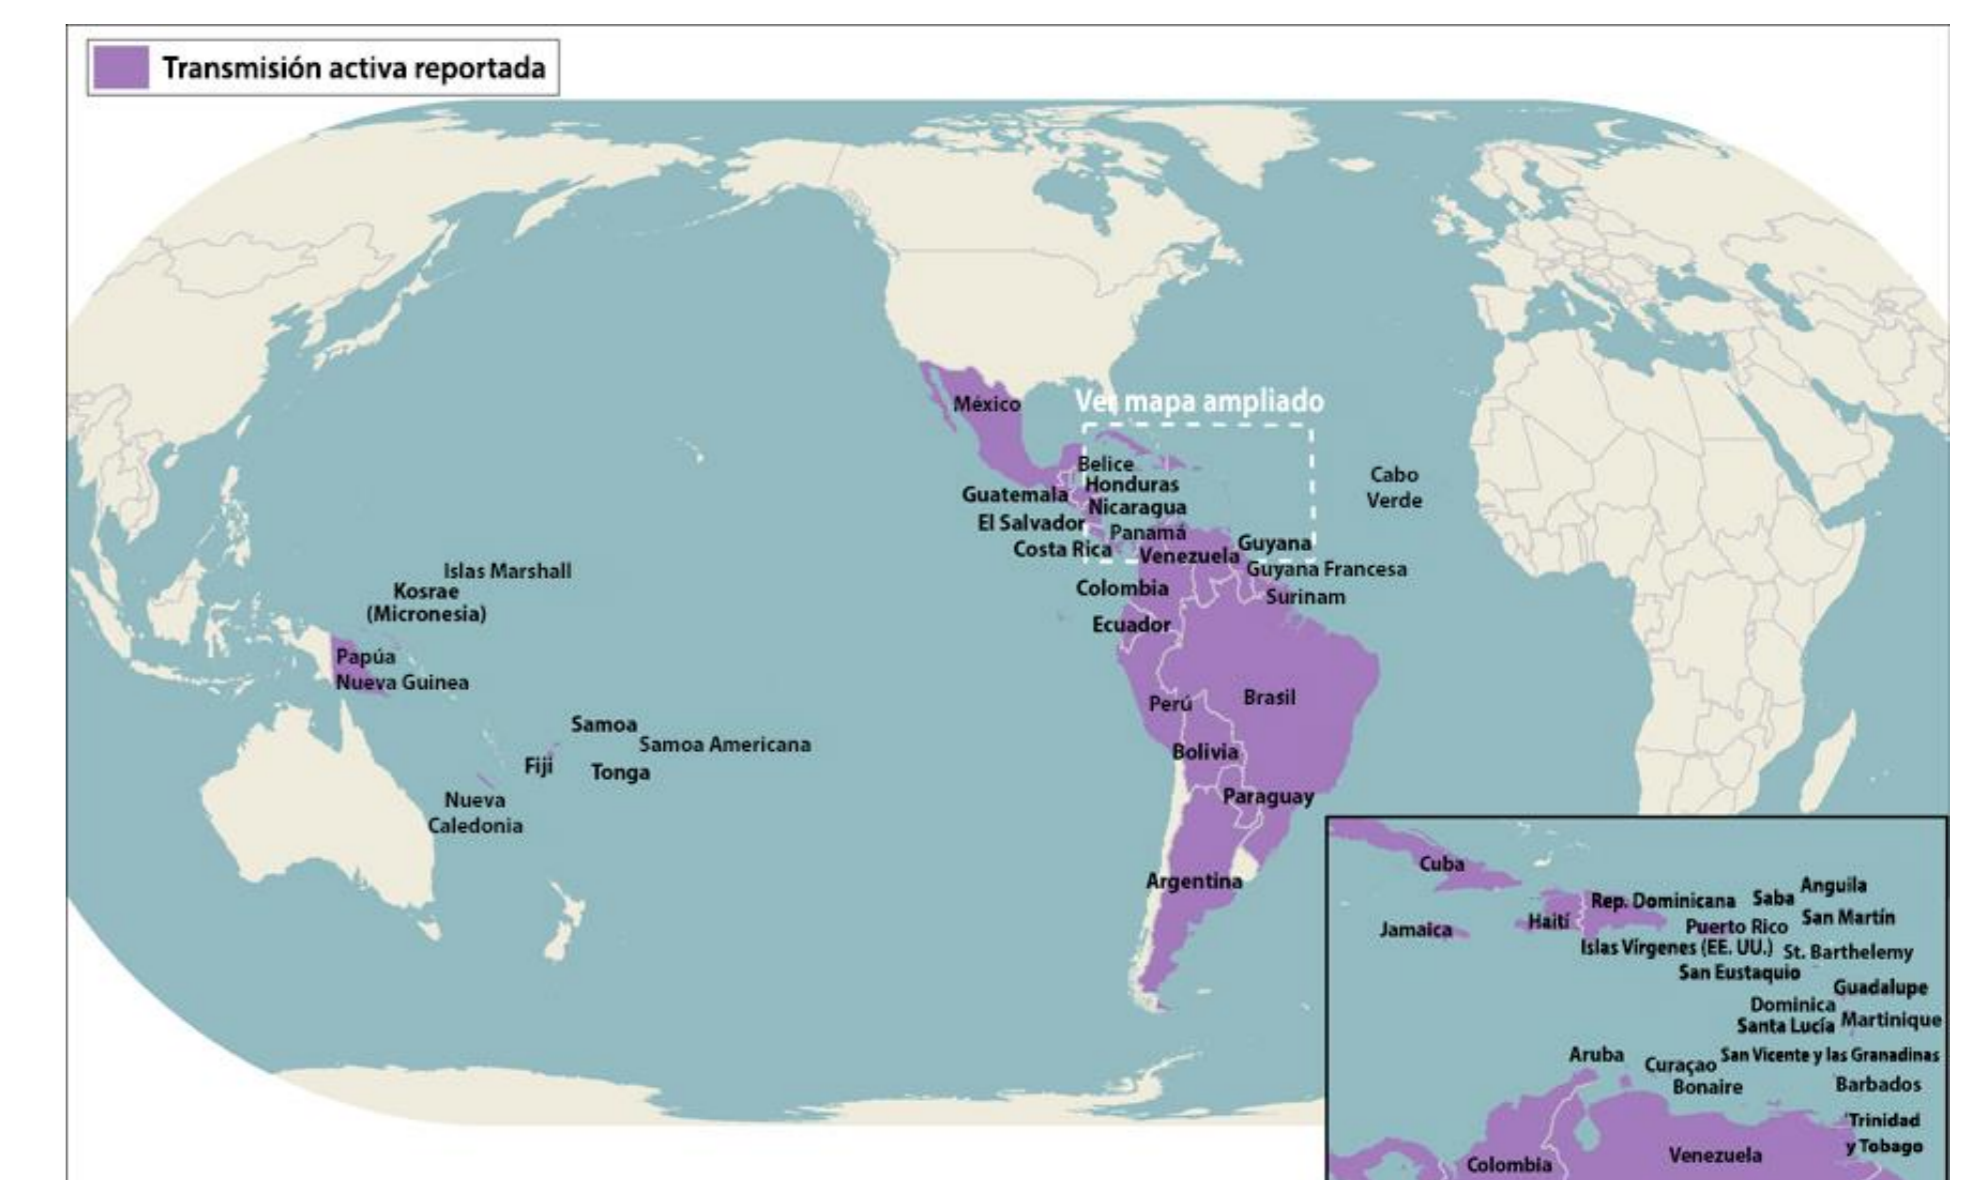 Transmisión activa reportada
México
Ver mapa ampliado
Belice
Honduras
Guatemala
Nicaragua
El Salvador
Panamá
Costa Rica
Venezuela
Guyana
Guyana Francesa
Colombia
Surinam
Ecuador
Cabo
Verde
Islas Marshall
Kosrae
(Micronesia)
Papúa
Nueva Guinea
Samoa
Samoa Americana
Fiji
Tonga
Nueva
Caledonia
Perú
Brasil
Bolivia
Paraguay
Argentina
Cuba
Jamaica
Haití
Rep. Dominicana
Saba
Anguila
Puerto Rico
San Martín
Islas Vírgenes (EE. UU.)
St. Barthelemy
San Eustaquio
Guadalupe
Dominica
Santa Lucía
Martinique
Aruba
Curaçao
San Vicente y las Granadinas
Bonaire
Barbados
Trinidad
y Tobago
Colombia
Venezuela